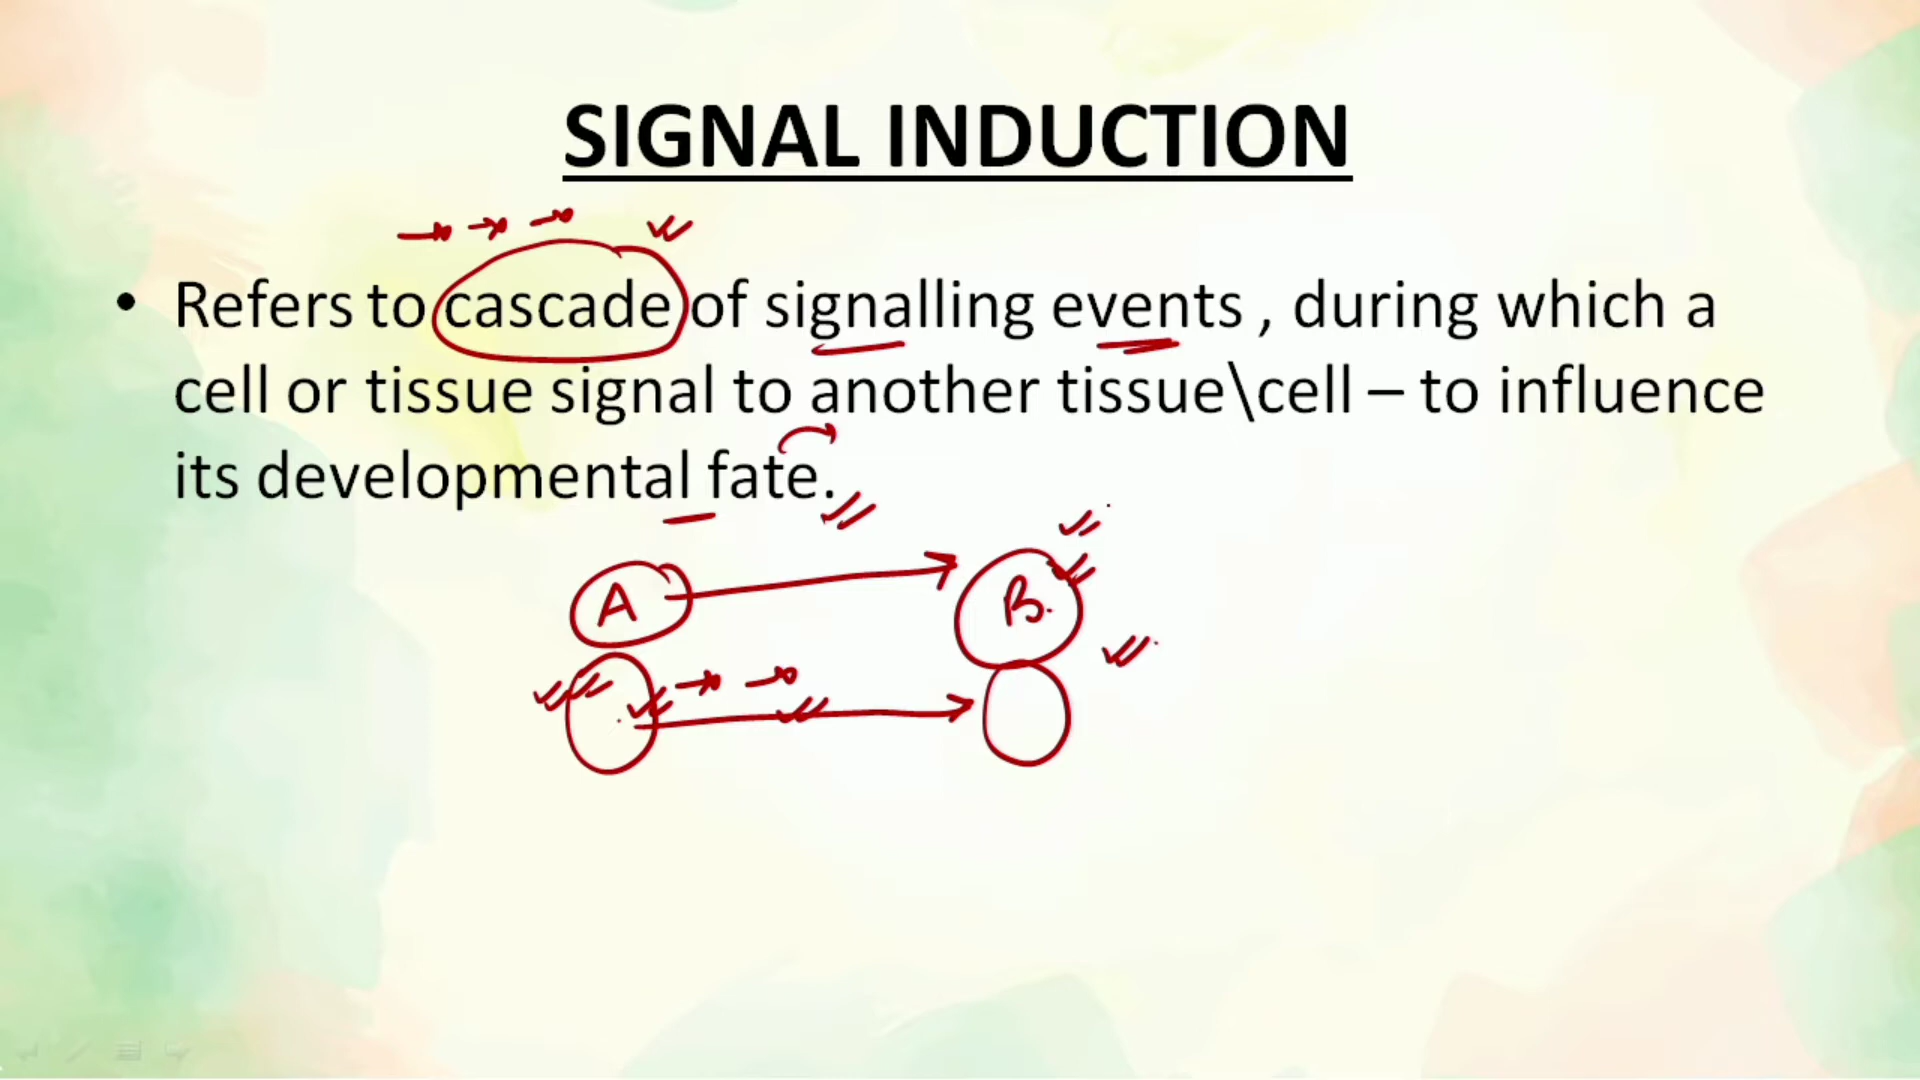 SIGNAL INDUCTION
• Refers to cascade of signalling events , during which a
cell or tissue signal to another tissue\cell – to influence
its developmental fate.
A
B.